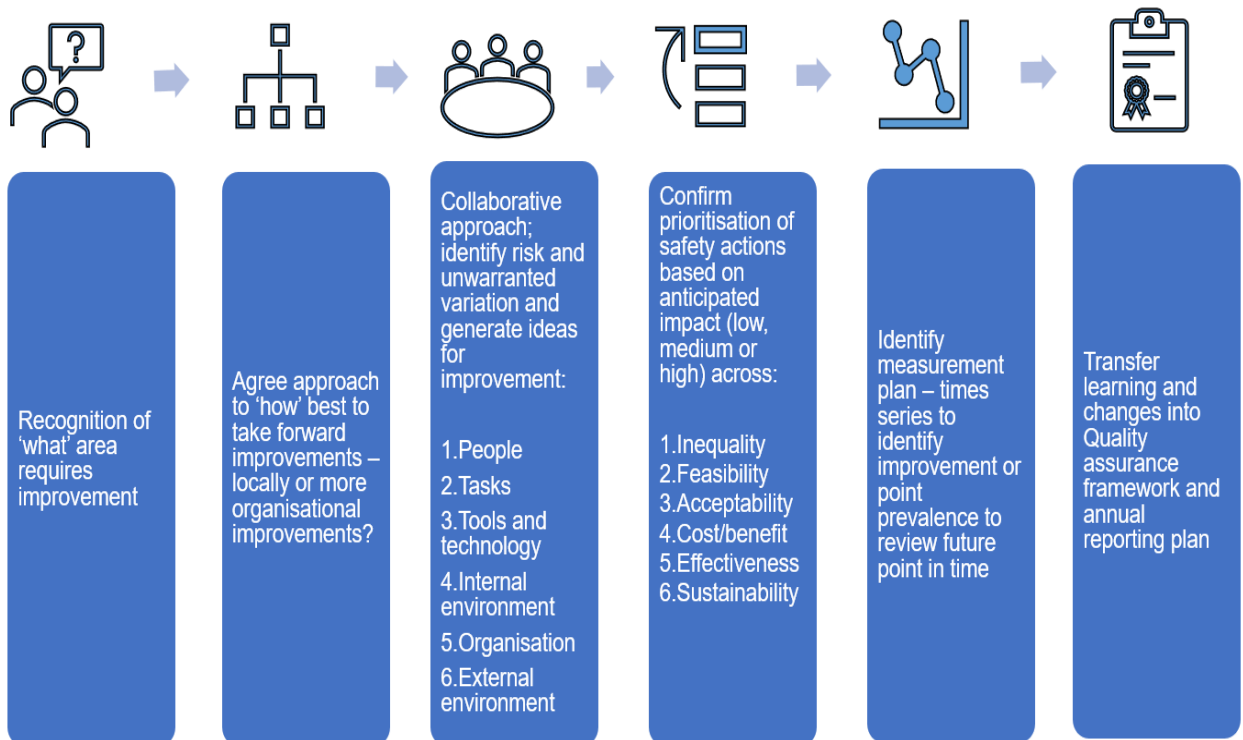 ?
Recognition of
‘what’ area
requires
improvement
Agree approach
to ‘how’ best to
take forward
improvements –
locally or more
organisational
improvements?
Collaborative
approach;
identify risk and
unwarranted
variation and
generate ideas
for
improvement:
1.People
2.Tasks
3.Tools and
technology
4.Internal
environment
5.Organisation
6.External
environment
Confirm
prioritisation of
safety actions
based on
anticipated
impact (low,
medium or
high) across:
1.Inequality
2.Feasibility
3.Acceptability
4.Cost/benefit
5.Effectiveness
6.Sustainability
Identify
measurement
plan – times
series to
identify
improvement or
point
prevalence to
review future
point in time
Transfer
learning and
changes into
Quality
assurance
framework and
annual
reporting plan